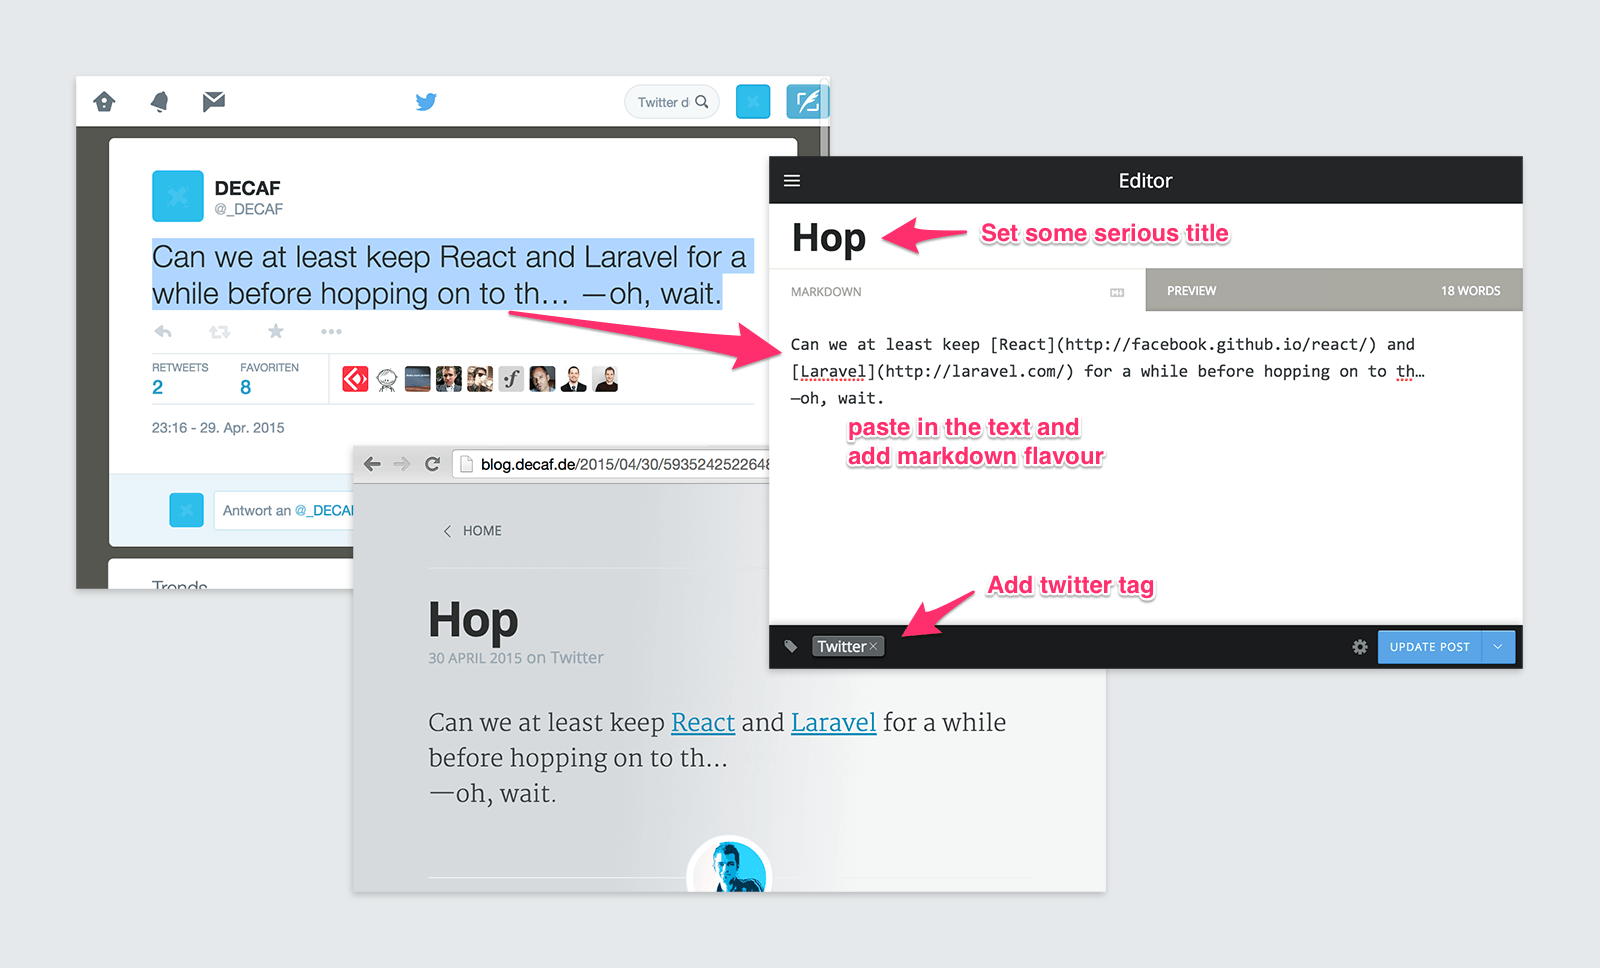 Twitter d
DECAF
@_DECAF
Can we at least keep React and Laravel for a
while before hopping on to th… —oh, wait.
RETWEETS
FAVORITEN
2
8
23:16 - 29. Apr. 2015
Antwort an @_DECAF
Trends
Editor
Hop
Set some serious title
MARKDOWN
PREVIEW
18 WORDS
Can we at least keep [React](http://facebook.github.io/react/) and
[Laravel](http://laravel.com/) for a while before hopping on to th…
—oh, wait.
paste in the text and
add markdown flavour
Add twitter tag
Twitter×
UPDATE POST
blog.decaf.de/2015/04/30/5935242522648
HOME
Hop
30 APRIL 2015 on Twitter
Can we at least keep React and Laravel for a while
before hopping on to th…
—oh, wait.